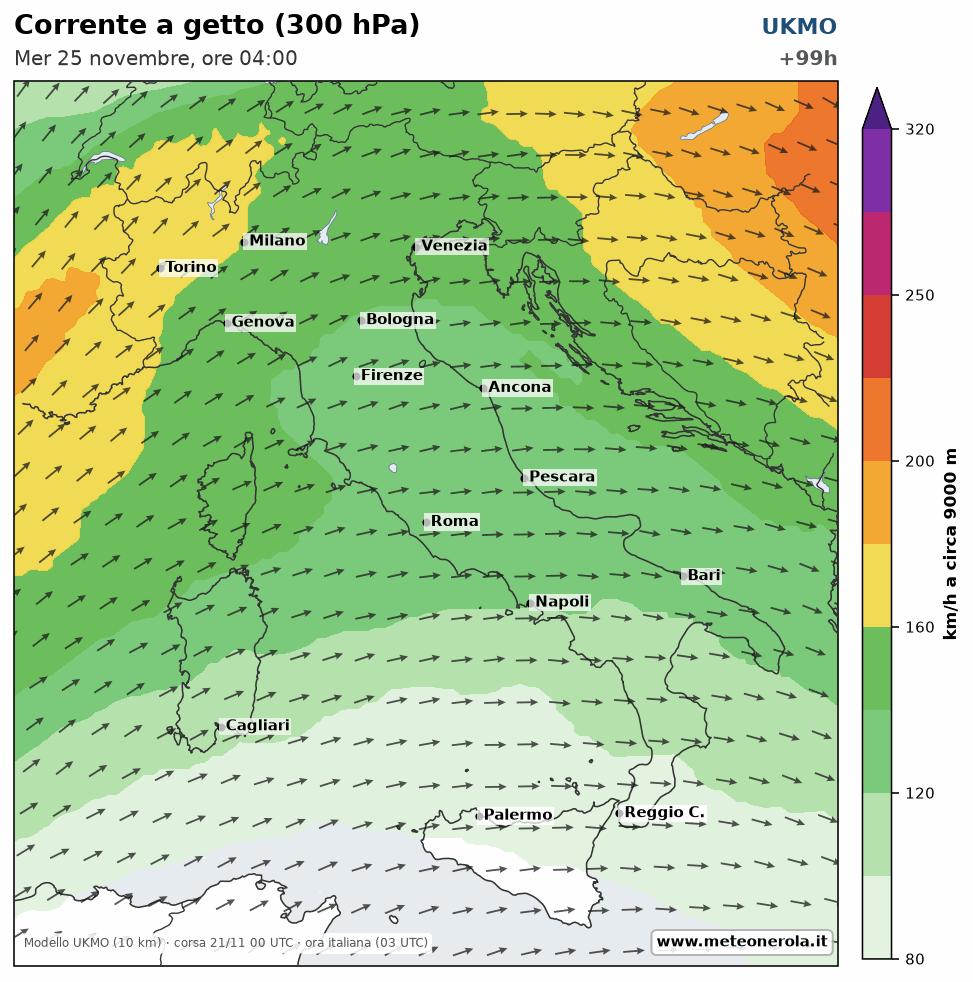 Corrente a getto (300 hPa)
UKMO
Mer 25 novembre, ore 04:00
+99h
320
Milano
Venezia
Torino
250
Genova
Bologna
Firenze
Ancona
200
Pescara
Roma
km/h a circa 9000 m
Bari
Napoli
160
Cagliari
120
Palermo
Reggio C.
Modello UKMO (10 km) · corsa 21/11 00 UTC · ora italiana (03 UTC)
www.meteonerola.it
80